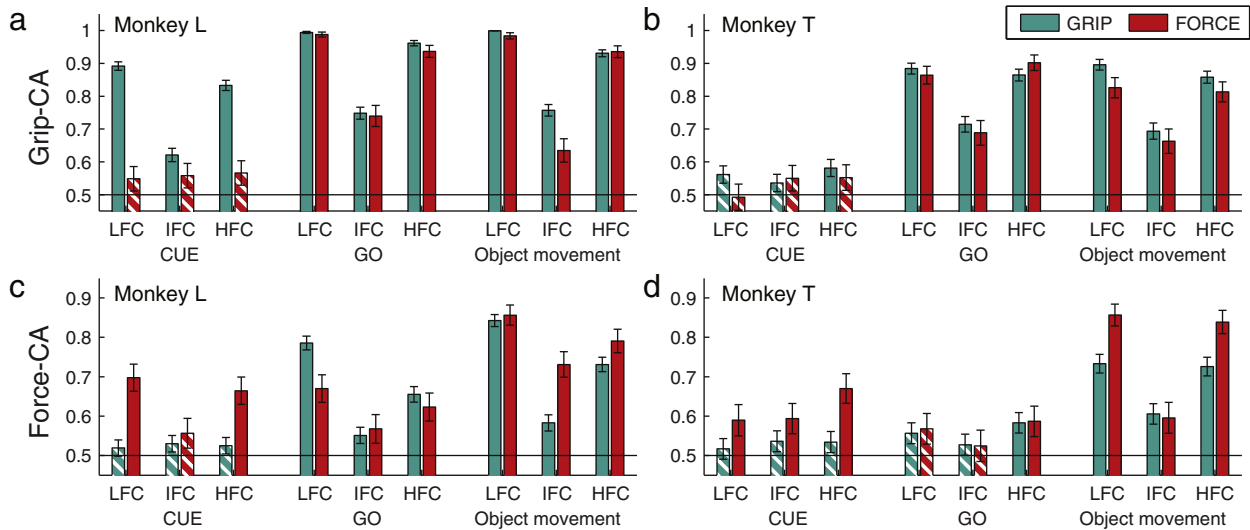 a Monkey L
1
0.9
0.8
0.7
0.6
0.5
Grip-CA
LFC IFC HFC LFC IFC HFC LFC IFC HFC
CUE GO Object movement
b Monkey T
GRIP FORCE
1
0.9
0.8
0.7
0.6
0.5
LFC IFC HFC LFC IFC HFC LFC IFC HFC
CUE GO Object movement
c Monkey L
0.9
0.8
0.7
0.6
0.5
Force-CA
LFC IFC HFC LFC IFC HFC LFC IFC HFC
CUE GO Object movement
d Monkey T
0.9
0.8
0.7
0.6
0.5
LFC IFC HFC LFC IFC HFC LFC IFC HFC
CUE GO Object movement